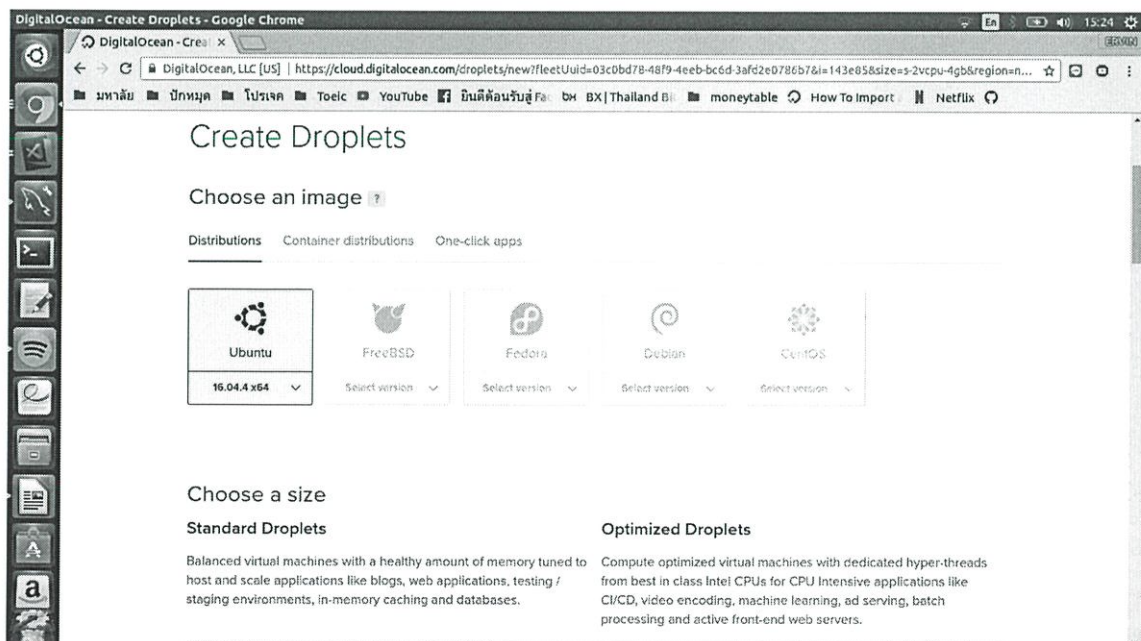 DigitalOcean - Create Droplets - Google Chrome
En
15:24
DigitalOcean - Crea
DigitalOcean, LLC [US] | https://cloud.digitalocean.com/droplets/new?fleetUuid=03c0bd78-48f9-4eeb-bc6d-3afd2e0786b7&i=143e85&size=s-2vcpu-4gb&region=n...
มหาลัย ปักหมุด โปรเจค Toeic YouTube ยินดีต้อนรับสู่ Fac BX | Thailand Bi moneytable How To Import Netflix
Create Droplets
Choose an image ?
Distributions Container distributions One-click apps
Ubuntu FreeBSD Fedora Debian CentOS
16.04.4 x64 Select version Select version Select version Select version
Choose a size
Standard Droplets
Balanced virtual machines with a healthy amount of memory tuned to
host and scale applications like blogs, web applications, testing /
staging environments, in-memory caching and databases.
Optimized Droplets
Compute optimized virtual machines with dedicated hyper-threads
from best in class Intel CPUs for CPU Intensive applications like
CI/CD, video encoding, machine learning, ad serving, batch
processing and active front-end web servers.